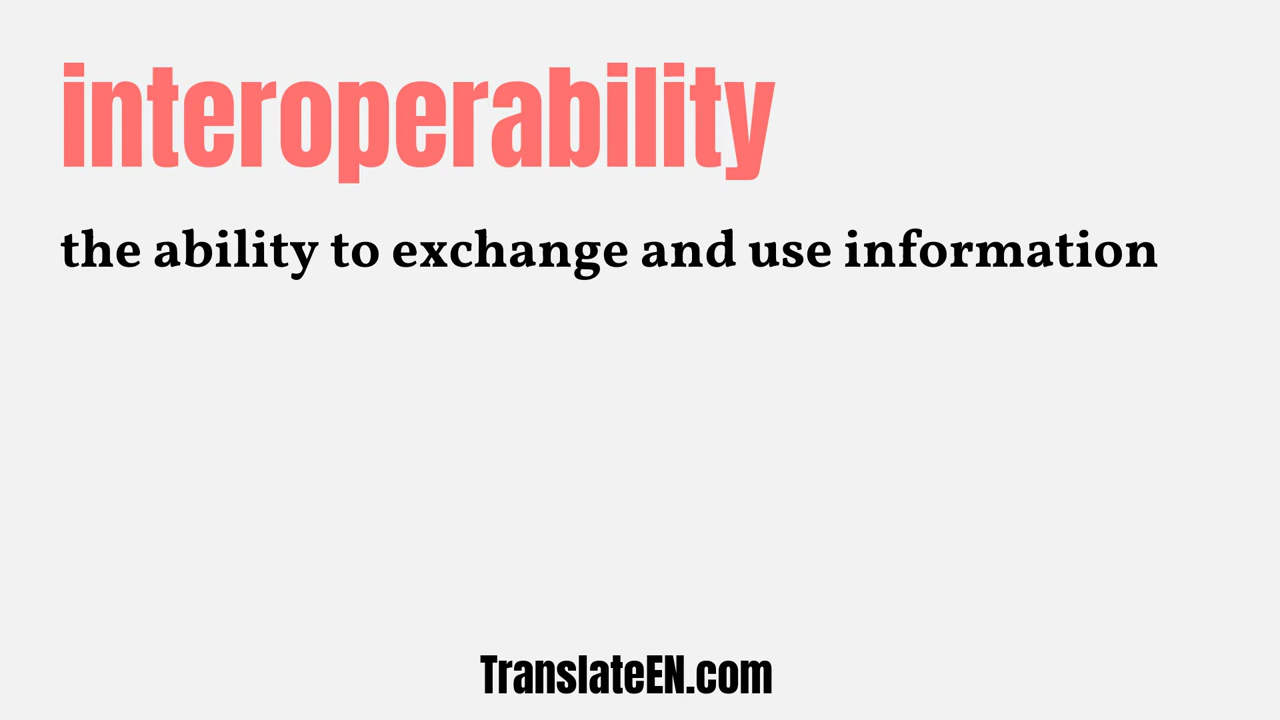 interoperability
the ability to exchange and use information
TranslateEN.com